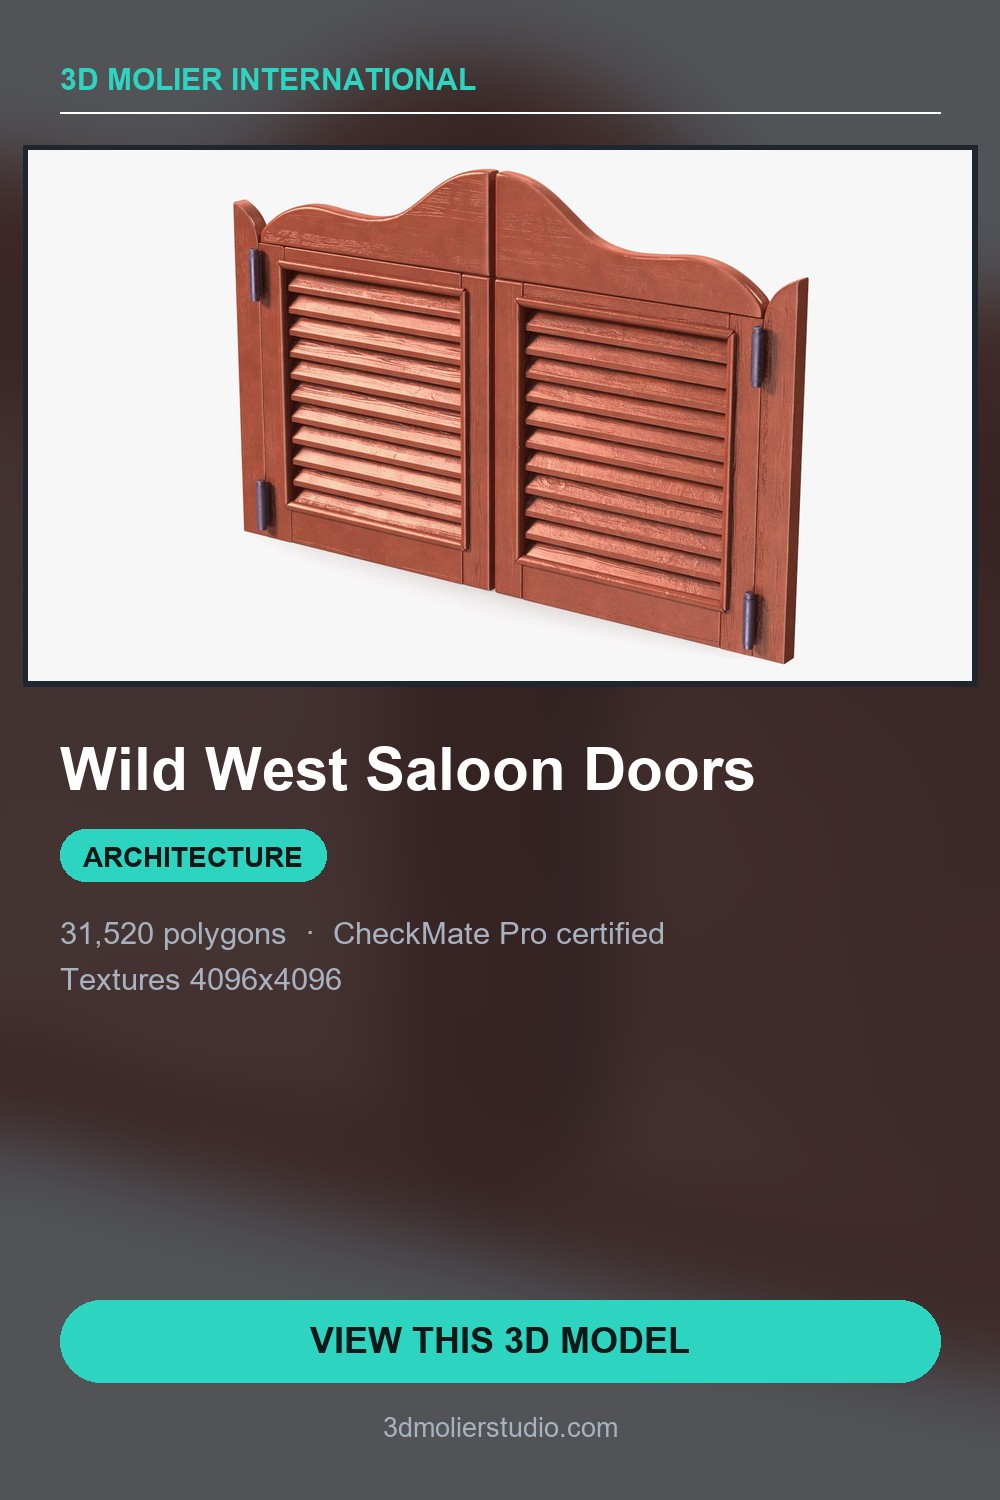 3D MOLIER INTERNATIONAL
Wild West Saloon Doors
ARCHITECTURE
31,520 polygons · CheckMate Pro certified
Textures 4096x4096
VIEW THIS 3D MODEL
3dmolierstudio.com